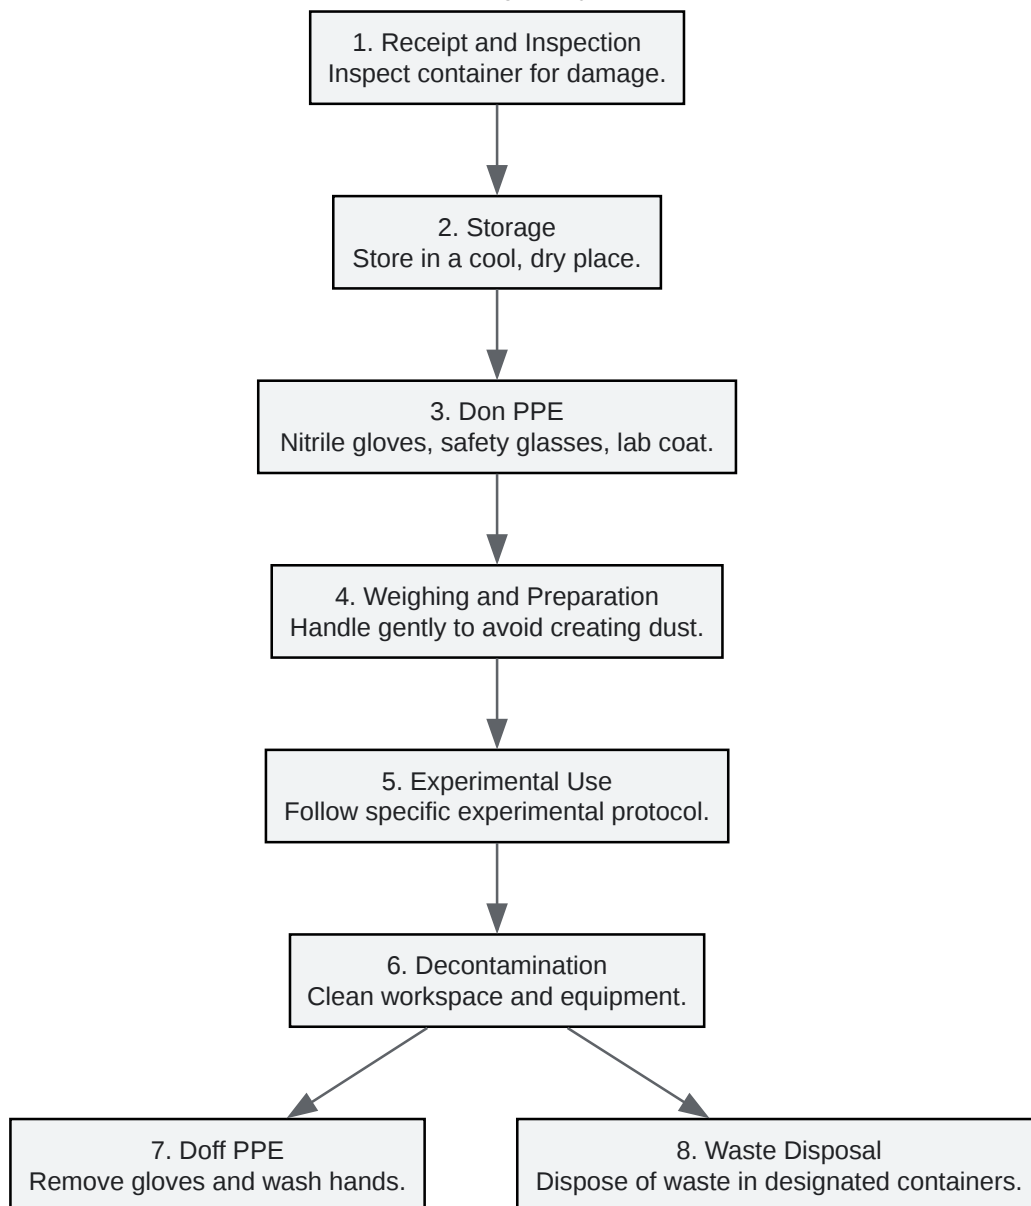 1. Receipt and Inspection
Inspect container for damage.
2. Storage
Store in a cool, dry place.
3. Don PPE
Nitrile gloves, safety glasses, lab coat.
4. Weighing and Preparation
Handle gently to avoid creating dust.
5. Experimental Use
Follow specific experimental protocol.
6. Decontamination
Clean workspace and equipment.
7. Doff PPE
Remove gloves and wash hands.
8. Waste Disposal
Dispose of waste in designated containers.